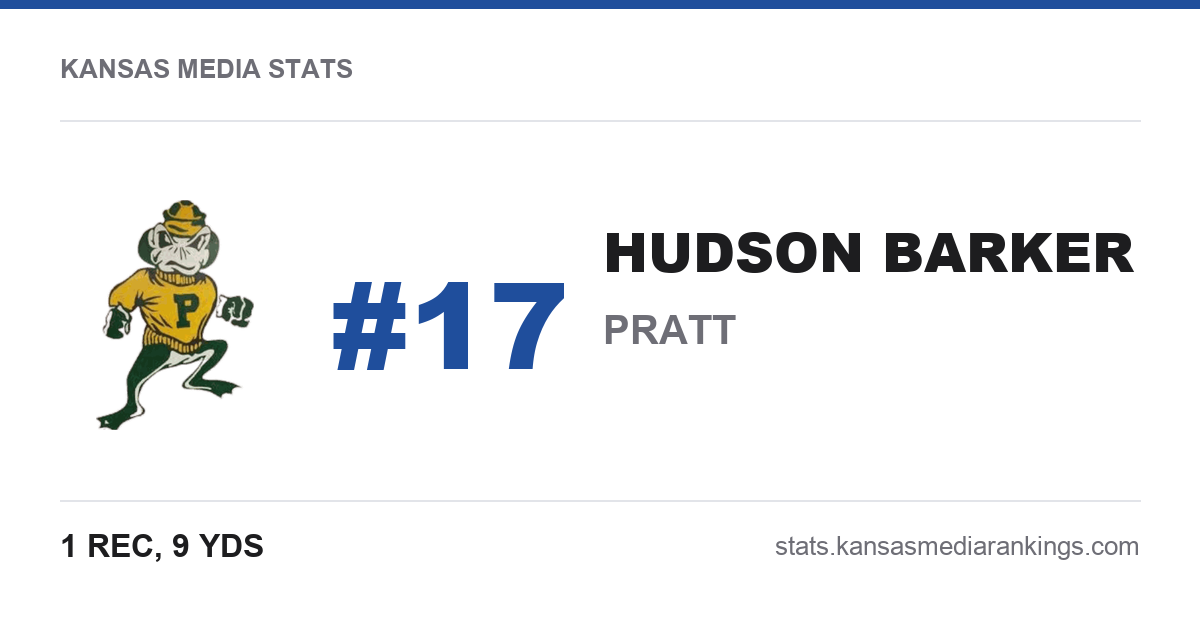 KANSAS MEDIA STATS
P
#17
HUDSON BARKER
PRATT
1 REC, 9 YDS
stats.kansasmediarankings.com